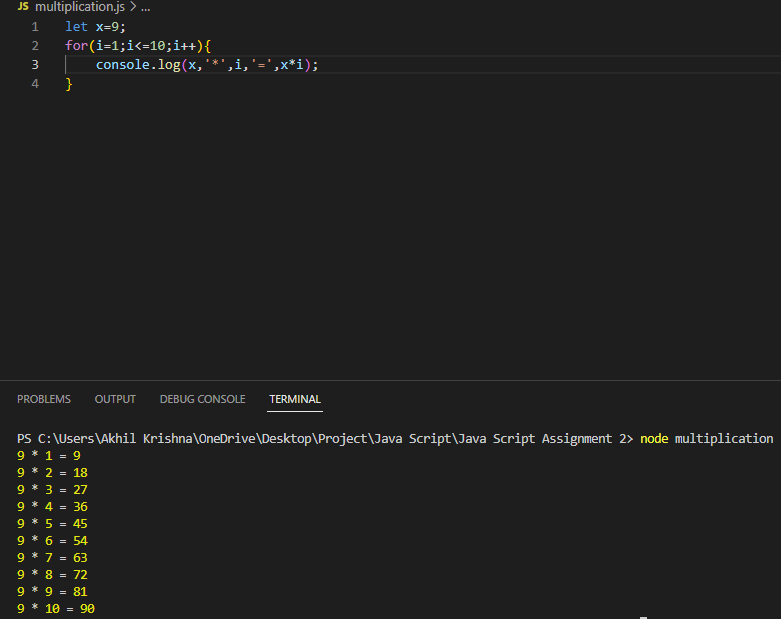 JS multiplication.js > ...
1 let x=9;
2 for(i=1;i<=10;i++){
3 console.log(x,'*',i,'=',x*i);
4 }
PROBLEMS OUTPUT DEBUG CONSOLE TERMINAL
PS C:\Users\Akhil Krishna\OneDrive\Desktop\Project\Java Script\Java Script Assignment 2> node multiplication
9 * 1 = 9
9 * 2 = 18
9 * 3 = 27
9 * 4 = 36
9 * 5 = 45
9 * 6 = 54
9 * 7 = 63
9 * 8 = 72
9 * 9 = 81
9 * 10 = 90